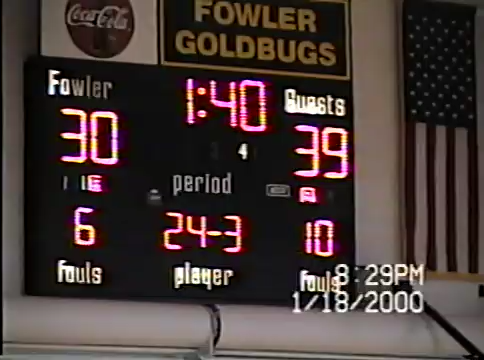 Coca-Cola
FOWLER
GOLDBUGS
Fowler
1:40
Guests
30
4
39
period
6
24-3
10
fouls
player
fouls
8:29PM
1/18/2000